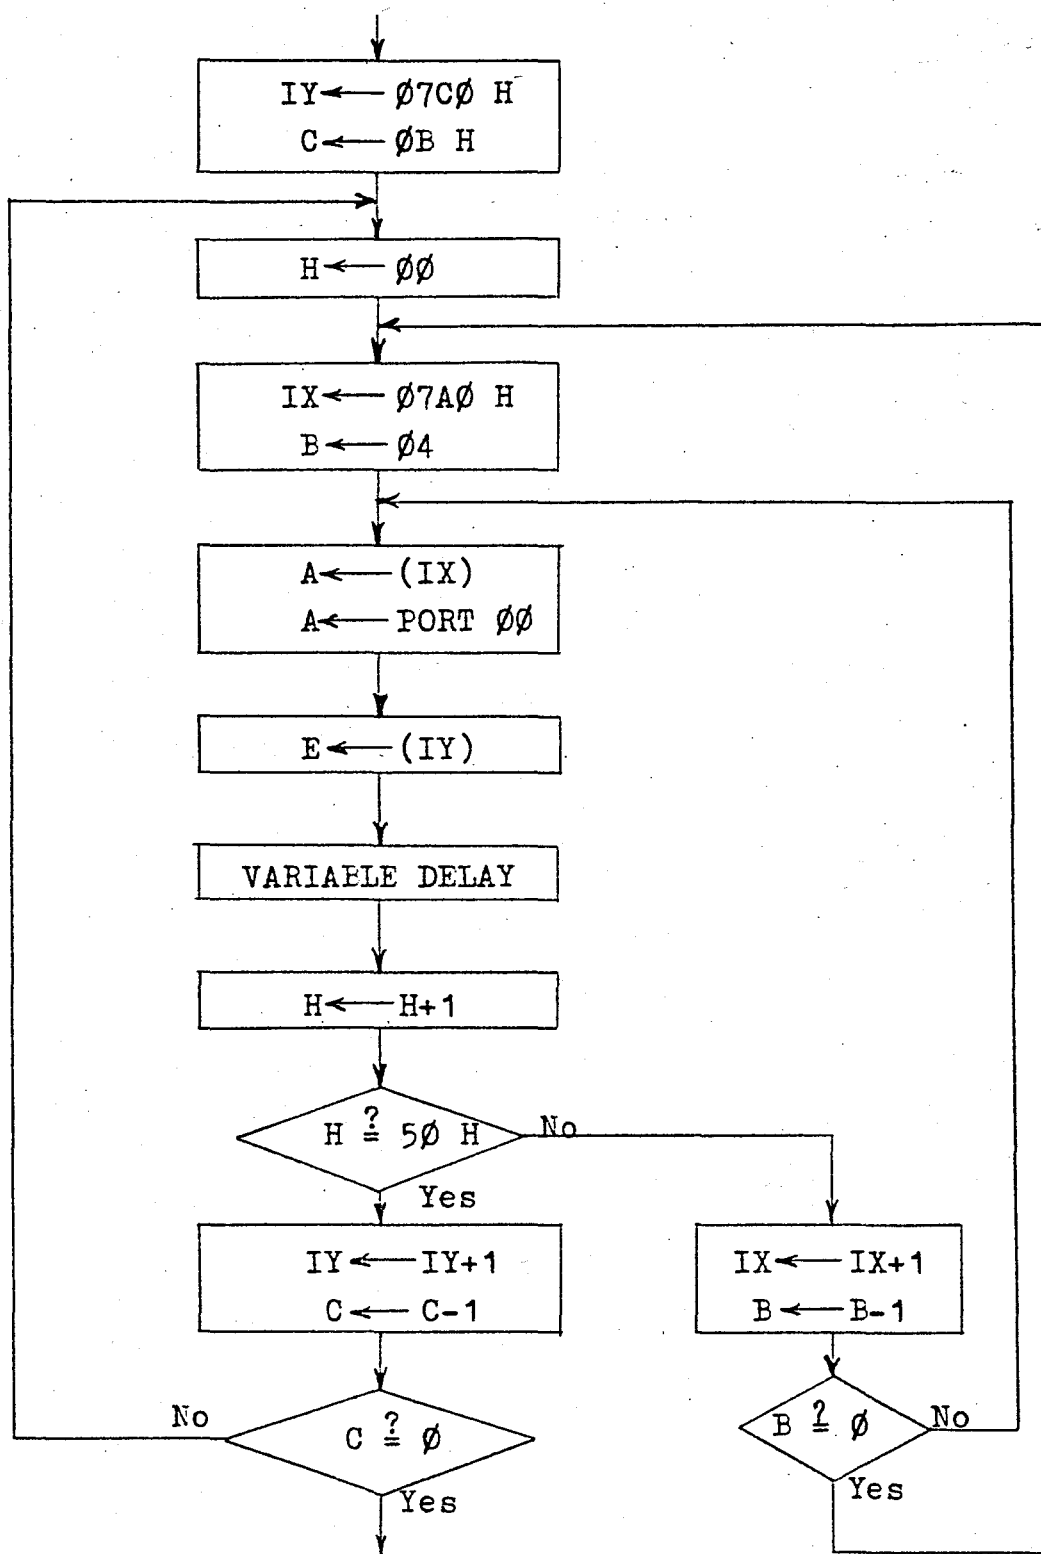 IY← Ø7CØ H
C← ØB H
H← ØØ
IX← Ø7AØ H
B← Ø4
A← (IX)
A← PORT ØØ
E← (IY)
VARIABLE DELAY
H← H+1
H ≟ 5Ø H
No
Yes
IY← IY+1
C← C-1
IX← IX+1
B← B-1
No
C ≟ Ø
Yes
B ≟ Ø
No
Yes